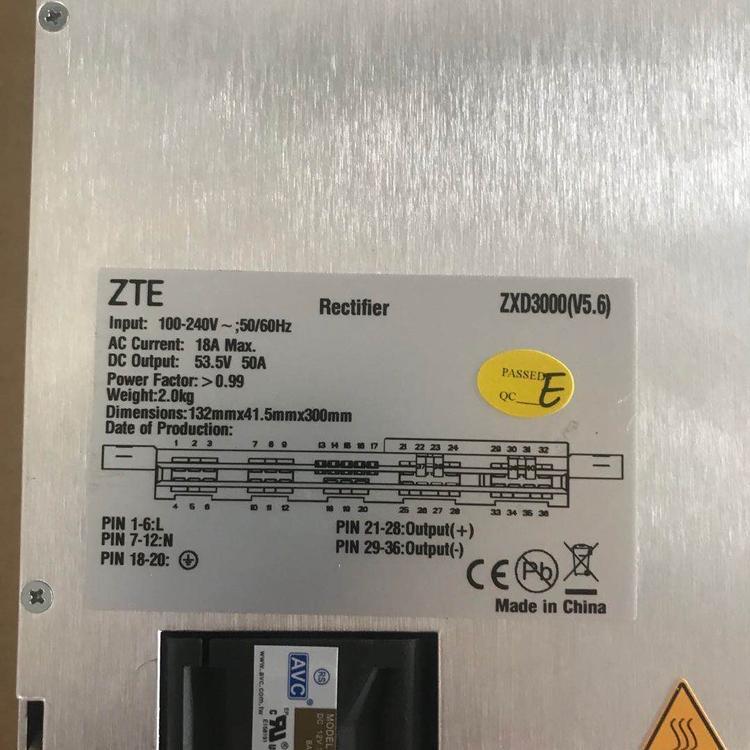 ZTE
Rectifier
ZXD3000(V5.6)
Input: 100-240V ~ ;50/60Hz
AC Current: 18A Max.
DC Output: 53.5V 50A
Power Factor: > 0.99
Weight:2.0kg
Dimensions:132mmx41.5mmx300mm
Date of Production:
PASSED
QC E
1 2 3 7 8 9 13 14 15 16 17 21 22 23 24 29 30 31 32
4 5 6 10 11 12 18 19 20 25 26 27 28 33 34 35 36
PIN 1-6:L
PIN 7-12:N
PIN 18-20:
PIN 21-28:Output(+)
PIN 29-36:Output(-)
CE Pb
Made in China
AVC
www.avc.com.tw
MODEL
DC 12V